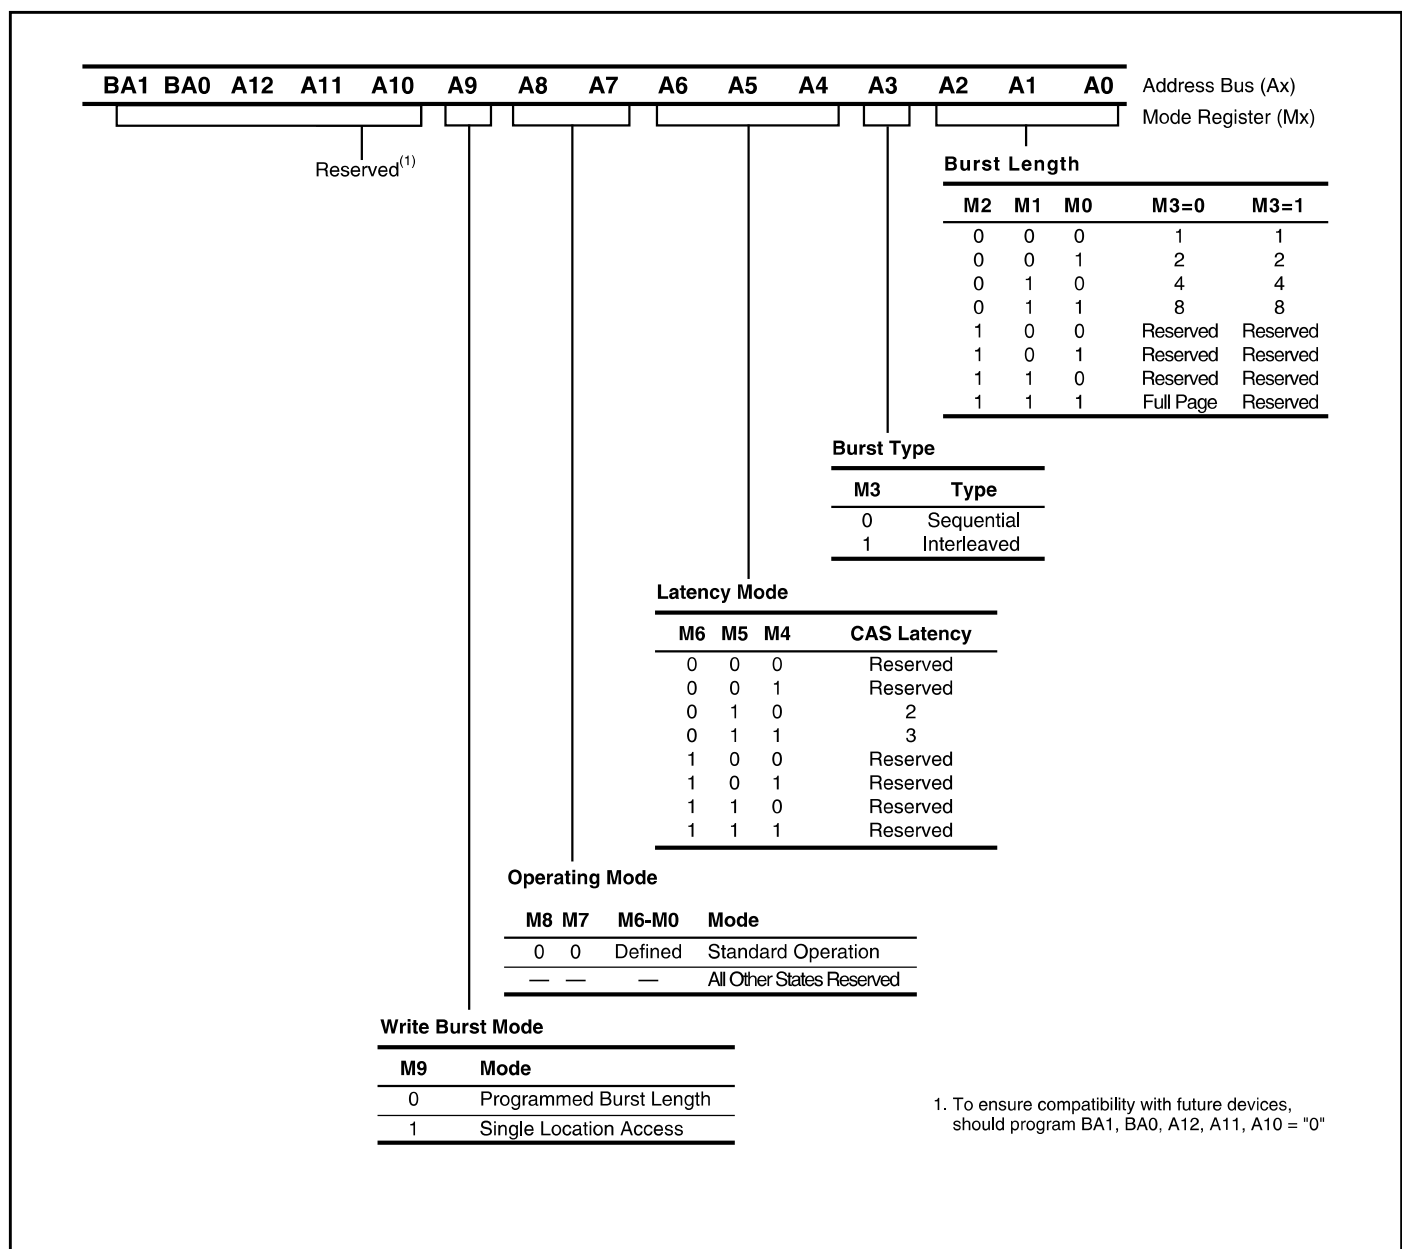 BA1 BA0 A12 A11 A10 A9 A8 A7 A6 A5 A4 A3 A2 A1 A0 Address Bus (Ax)
Mode Register (Mx)
Reserved(1)
Burst Length
M2 M1 M0 M3=0 M3=1
0 0 0 1 1
0 0 1 2 2
0 1 0 4 4
0 1 1 8 8
1 0 0 Reserved Reserved
1 0 1 Reserved Reserved
1 1 0 Reserved Reserved
1 1 1 Full Page Reserved
Burst Type
M3 Type
0 Sequential
1 Interleaved
Latency Mode
M6 M5 M4 CAS Latency
0 0 0 Reserved
0 0 1 Reserved
0 1 0 2
0 1 1 3
1 0 0 Reserved
1 0 1 Reserved
1 1 0 Reserved
1 1 1 Reserved
Operating Mode
M8 M7 M6-M0 Mode
0 0 Defined Standard Operation
— — — All Other States Reserved
Write Burst Mode
M9 Mode
0 Programmed Burst Length
1 Single Location Access
1. To ensure compatibility with future devices,
should program BA1, BA0, A12, A11, A10 = "0"